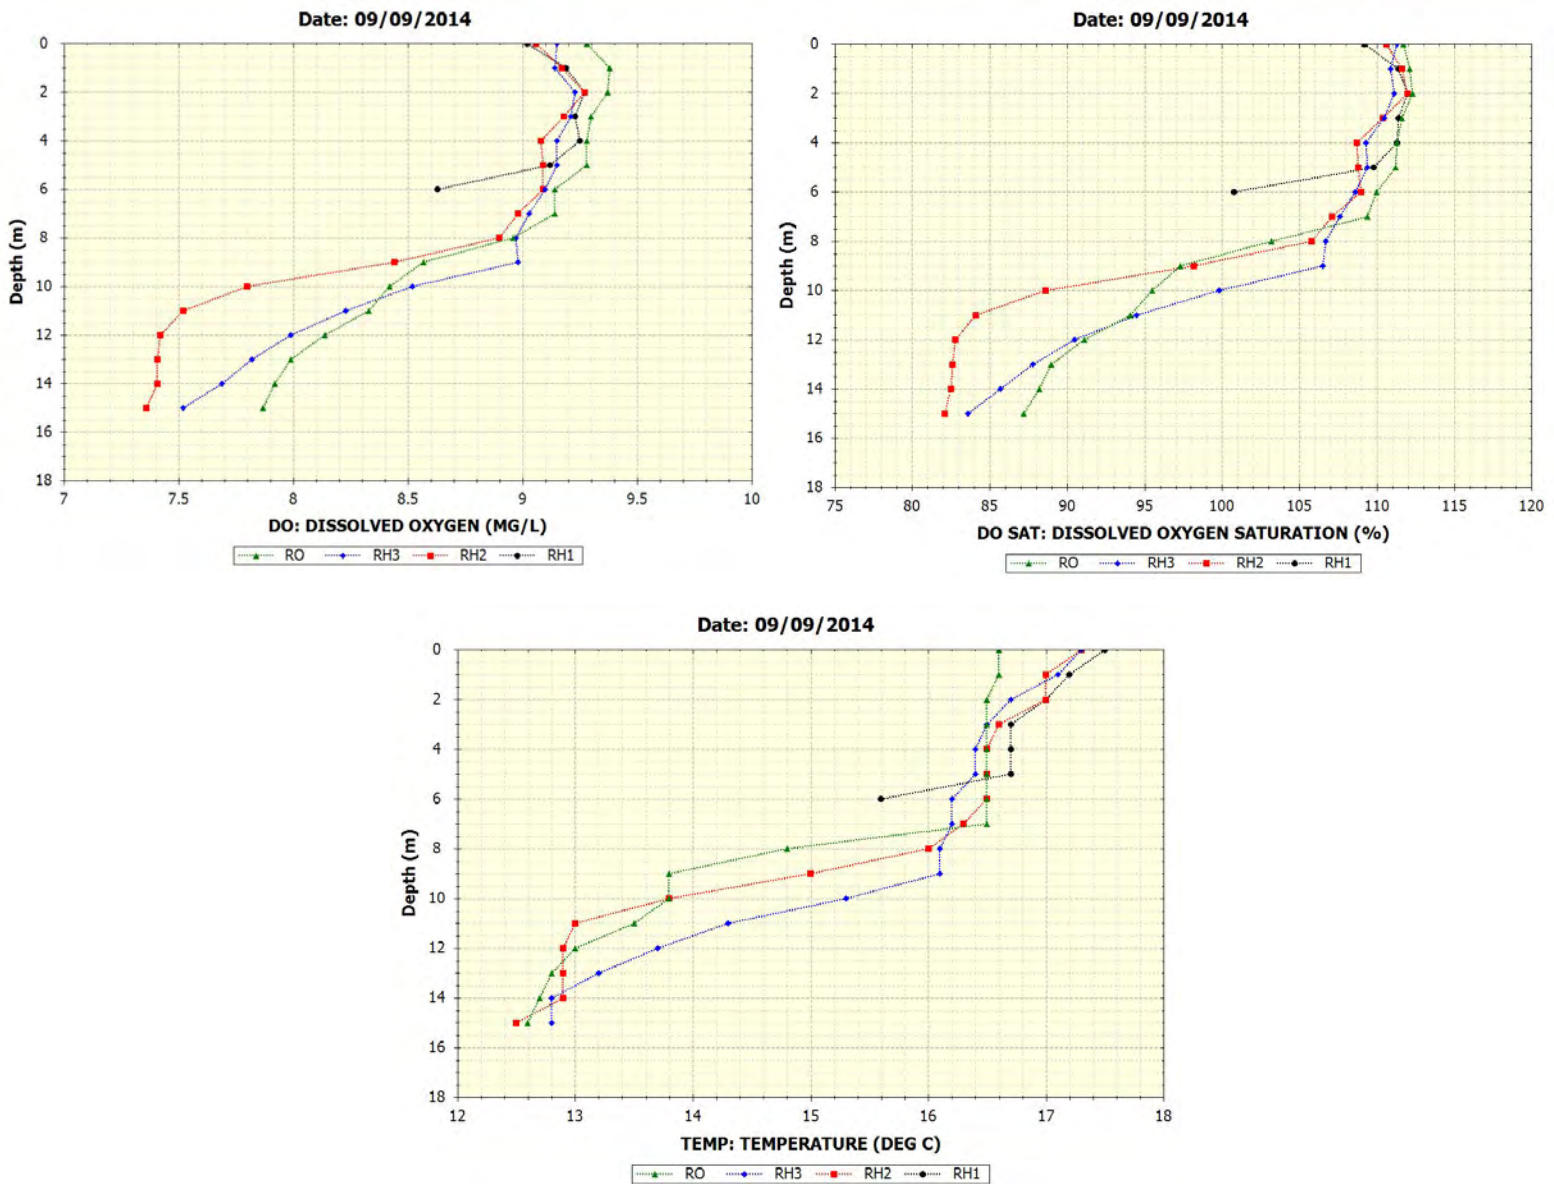 Date: 09/09/2014
0
2
4
6
8
10
12
14
16
18
Depth (m)
7 7.5 8 8.5 9 9.5 10
DO: DISSOLVED OXYGEN (MG/L)
RO RH3 RH2 RH1
Date: 09/09/2014
0
2
4
6
8
10
12
14
16
18
Depth (m)
75 80 85 90 95 100 105 110 115 120
DO SAT: DISSOLVED OXYGEN SATURATION (%)
RO RH3 RH2 RH1
Date: 09/09/2014
0
2
4
6
8
10
12
14
16
18
Depth (m)
12 13 14 15 16 17 18
TEMP: TEMPERATURE (DEG C)
RO RH3 RH2 RH1